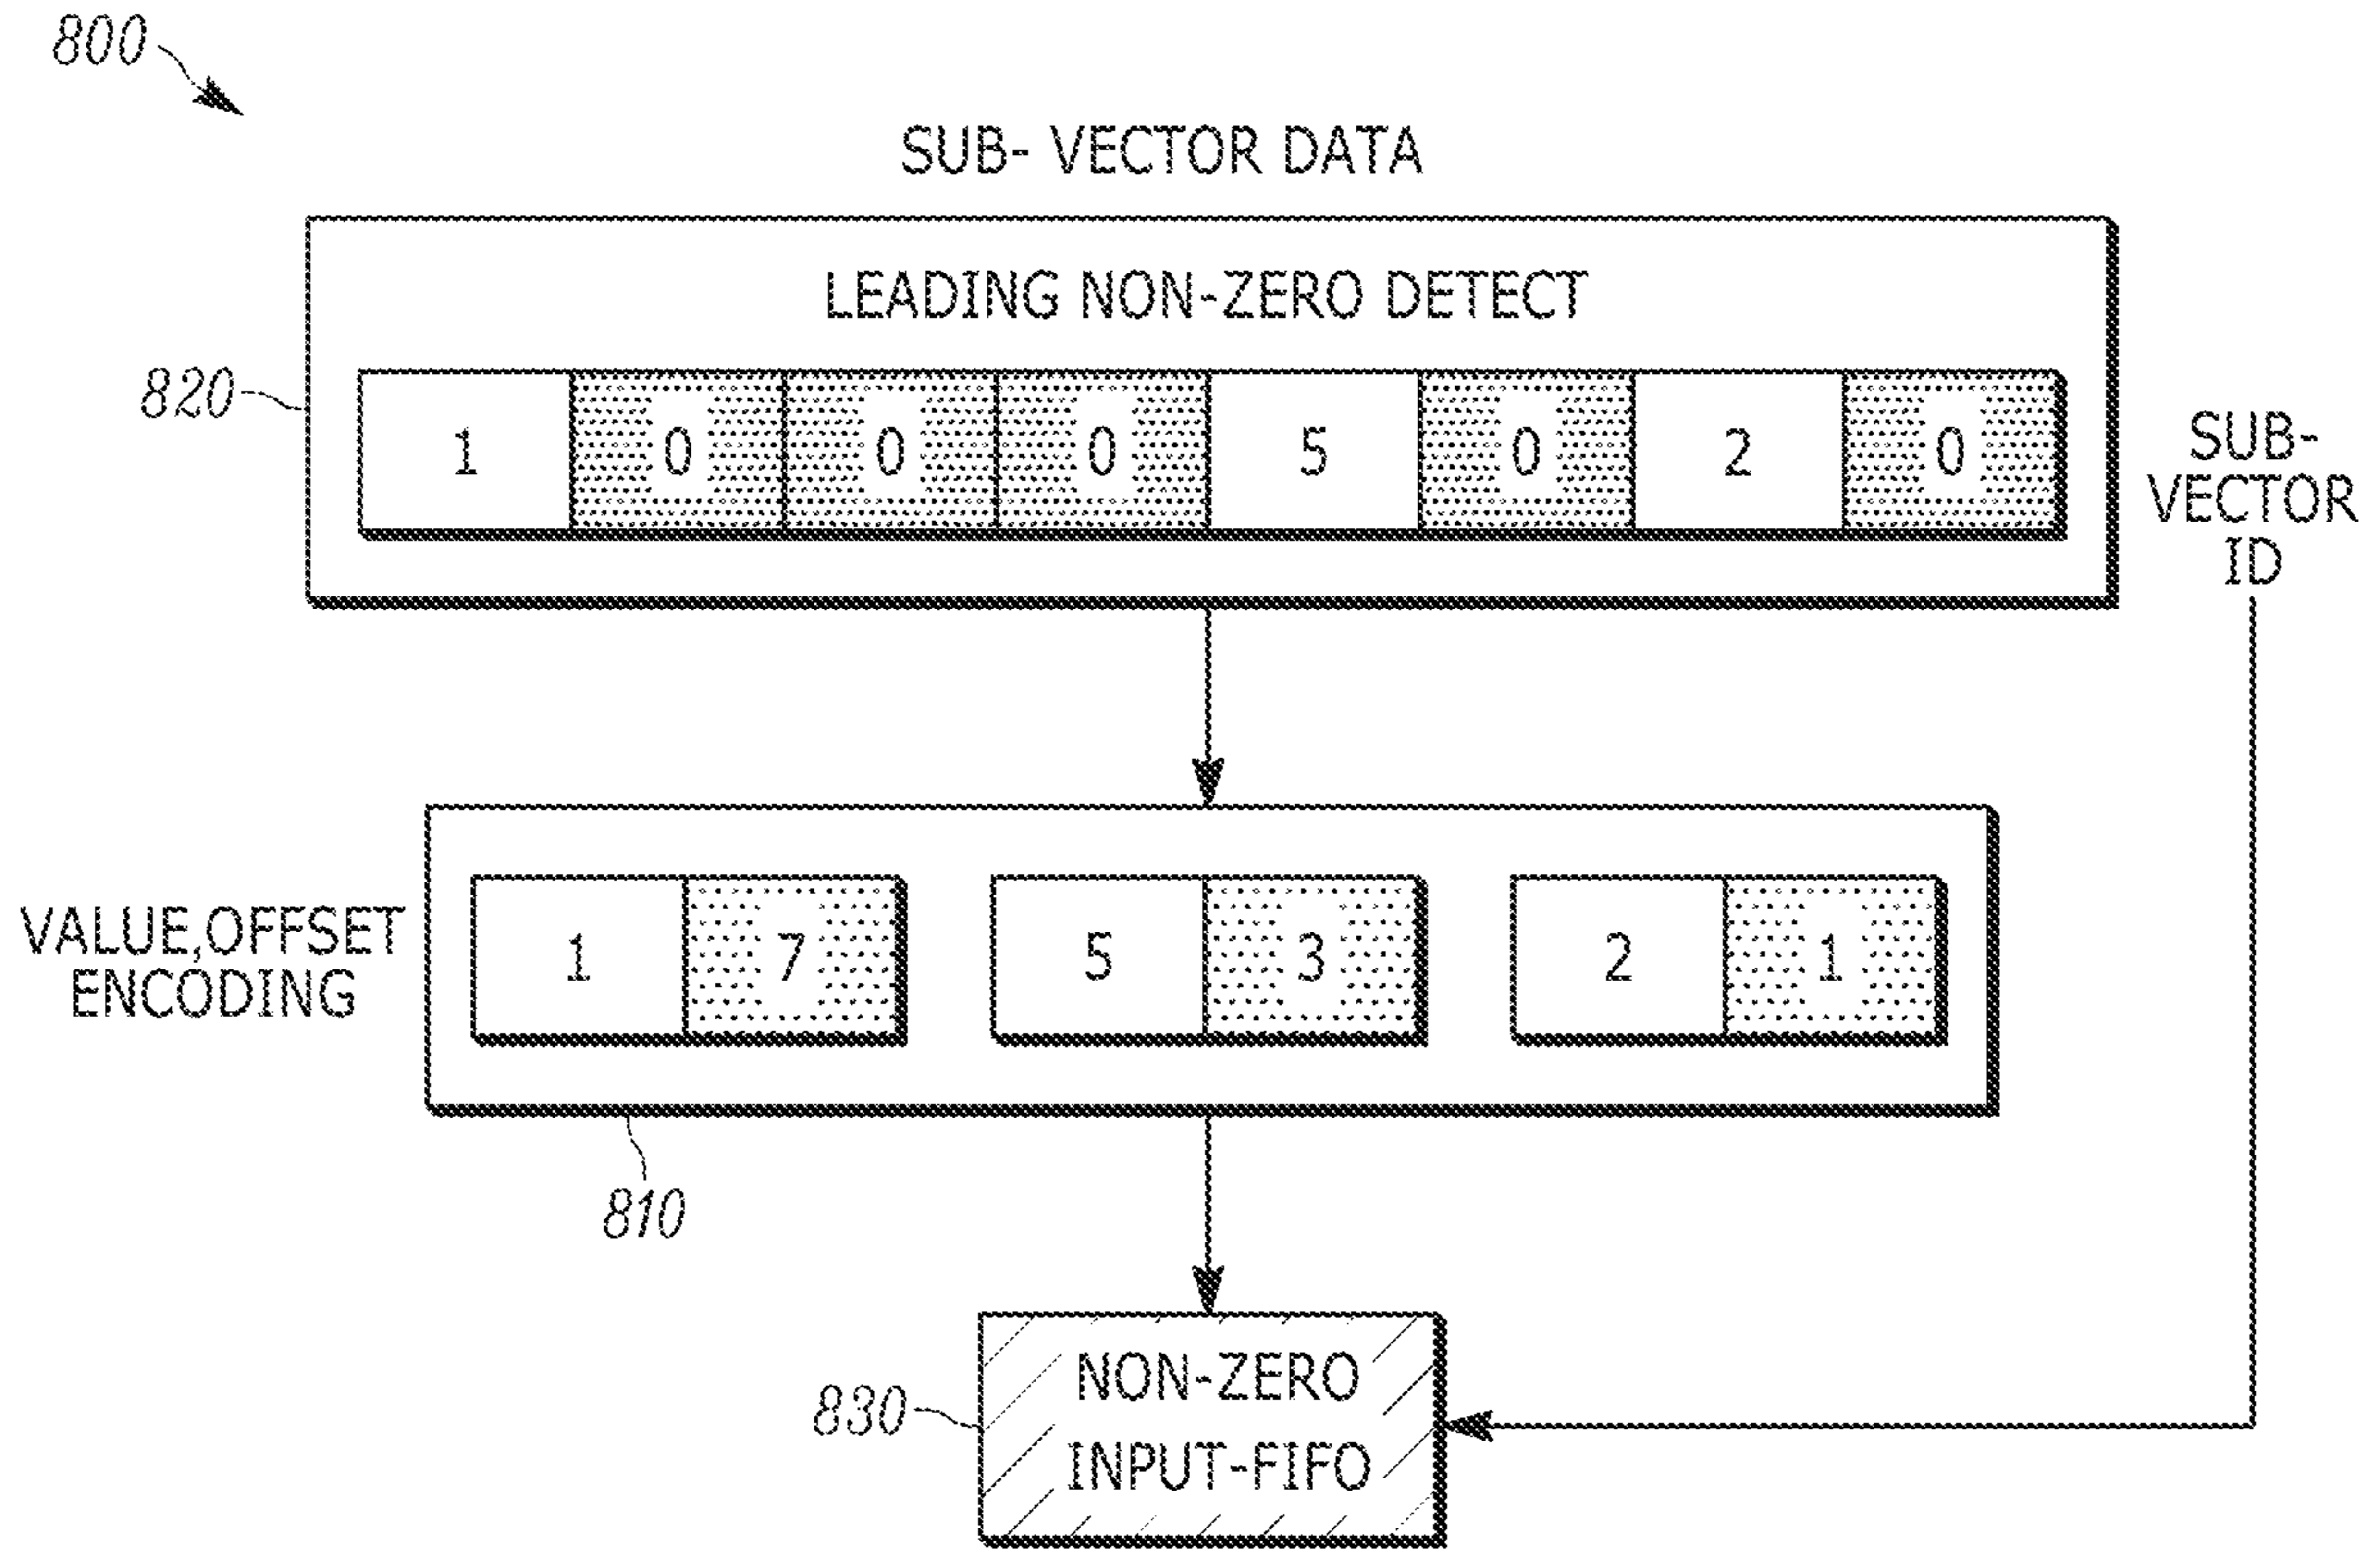 800
SUB- VECTOR DATA
LEADING NON-ZERO DETECT
820
1 0 0 0 5 0 2 0
SUB-
VECTOR
ID
VALUE,OFFSET
ENCODING
1 7 5 3 2 1
810
830
NON-ZERO
INPUT-FIFO